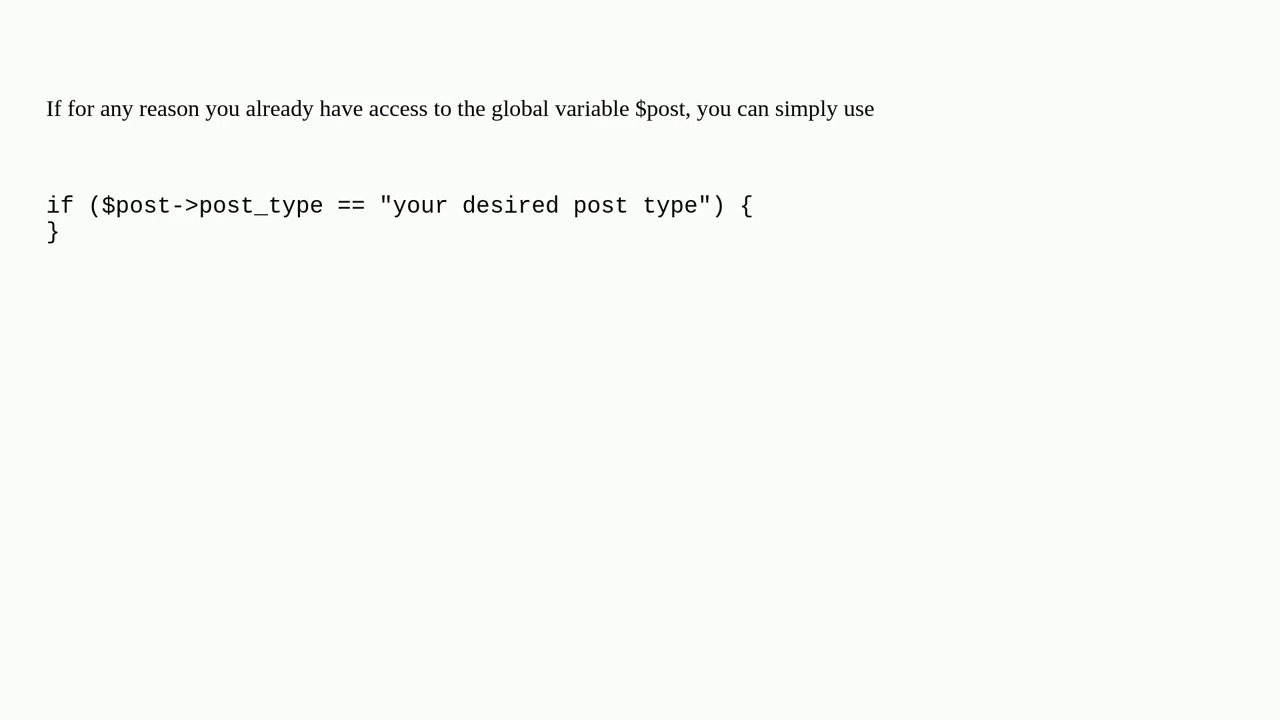 If for any reason you already have access to the global variable $post, you can simply use
if ($post->post_type == "your desired post type") {
}